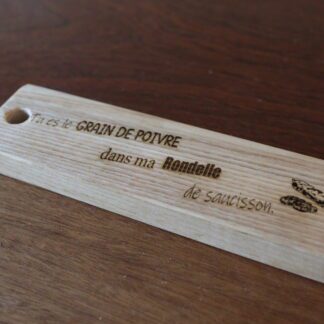 Tu es le GRAIN DE POIVRE
dans ma Rondelle
de saucisson.